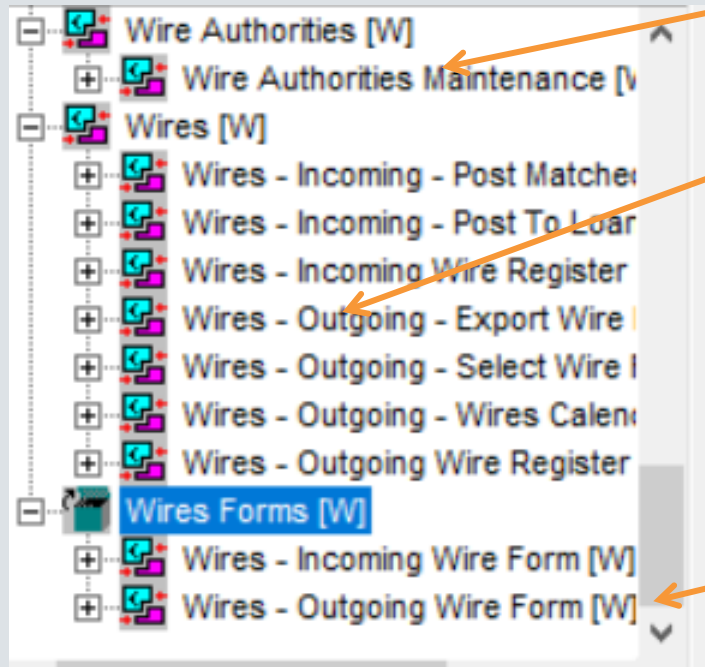 Wire Authorities [W]
Wire Authorities Maintenance [W
Wires [W]
Wires - Incoming - Post Matched
Wires - Incoming - Post To Loan
Wires - Incoming Wire Register
Wires - Outgoing - Export Wire
Wires - Outgoing - Select Wire
Wires - Outgoing - Wires Calend
Wires - Outgoing Wire Register
Wires Forms [W]
Wires - Incoming Wire Form [W]
Wires - Outgoing Wire Form [W]